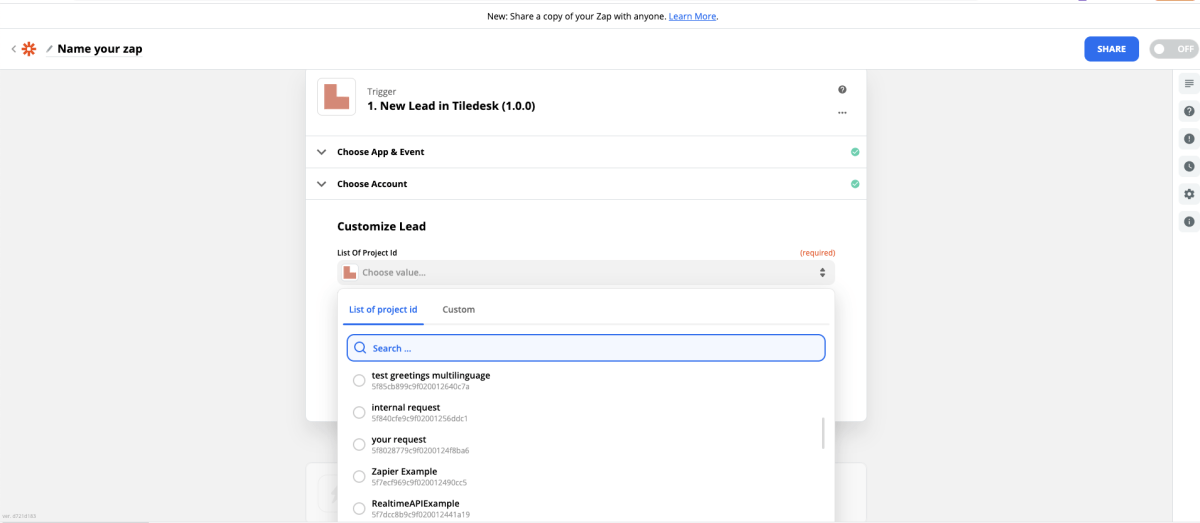 New: Share a copy of your Zap with anyone. Learn More.
Name your zap
SHARE
OFF
Trigger
1. New Lead in Tiledesk (1.0.0)
Choose App & Event
Choose Account
Customize Lead
List Of Project Id
(required)
Choose value...
List of project id
Custom
Search ...
test greetings multilinguage
5f85cb899c9f020012640c7a
internal request
5f840cfe9c9f02001256ddc1
your request
5f8028779c9f0200124f8ba6
Zapier Example
5f7ecf969c9f020012490cc5
RealtimeAPIExample
5f7dcc8b9c9f020012441a19